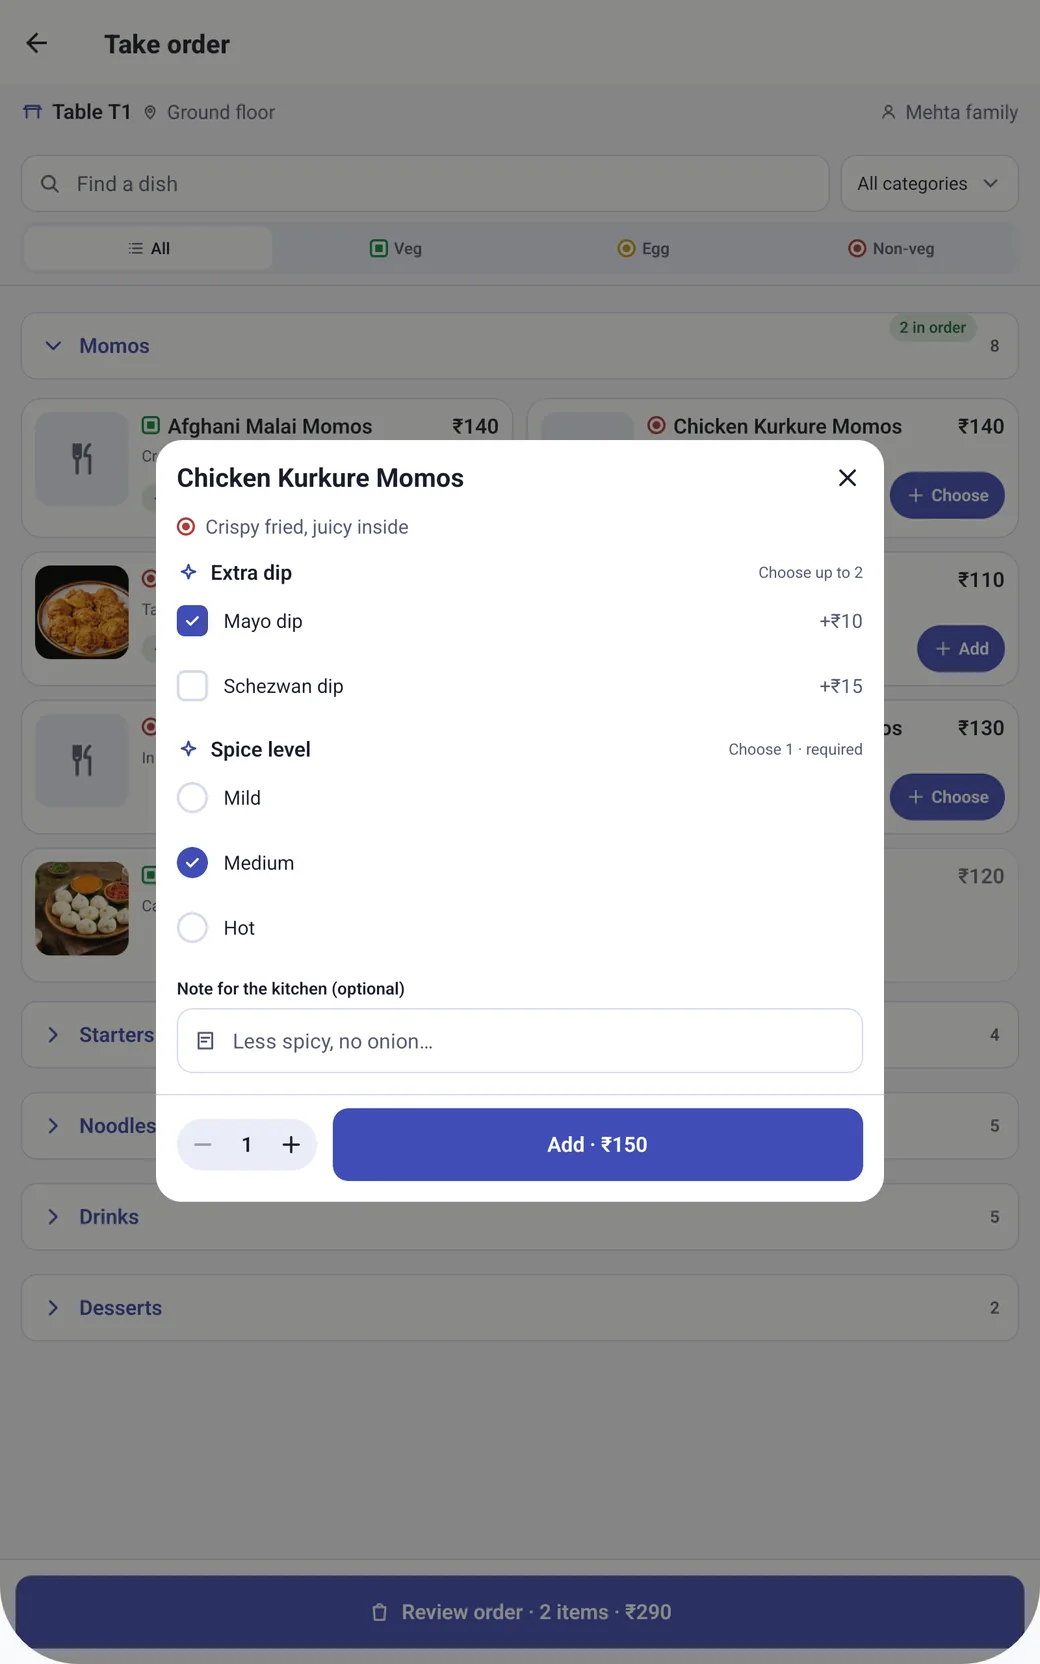 Take order
Table T1 Ground floor Mehta family
Find a dish All categories
All Veg Egg Non-veg
Momos 2 in order 8
Afghani Malai Momos ₹140 Chicken Kurkure Momos ₹140
Choose
Chicken Kurkure Momos
Crispy fried, juicy inside
Extra dip Choose up to 2
₹110
Mayo dip +₹10
Add
Schezwan dip +₹15
₹130
Spice level Choose 1 · required
Mild
Choose
Medium
₹120
Hot
Note for the kitchen (optional)
Starters 4
Less spicy, no onion…
Noodles 5
1 Add · ₹150
Drinks 5
Desserts 2
Review order · 2 items · ₹290